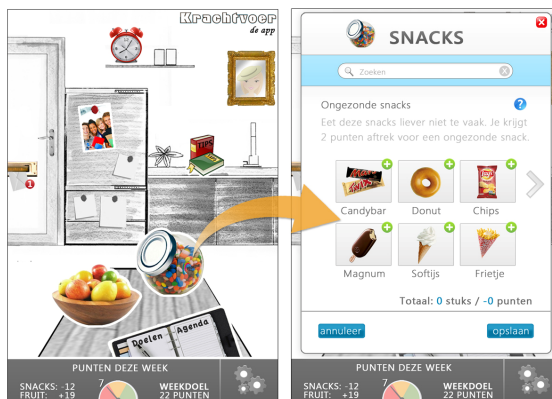 Krachtvoer
de app
TIPS
1
Doelen
Agenda
PUNTEN DEZE WEEK
SNACKS: -12
FRUIT: +19
7
WEEKDOEL
22 PUNTEN
SNACKS
Zoeken
Ongezonde snacks
?
Eet deze snacks liever niet te vaak. Je krijgt
2 punten aftrek voor een ongezonde snack.
Candybar
Donut
Chips
Magnum
Softijs
Frietje
Totaal: 0 stuks / -0 punten
annuleer
opslaan
PUNTEN DEZE WEEK
SNACKS: -12
FRUIT: +19
7
WEEKDOEL
22 PUNTEN